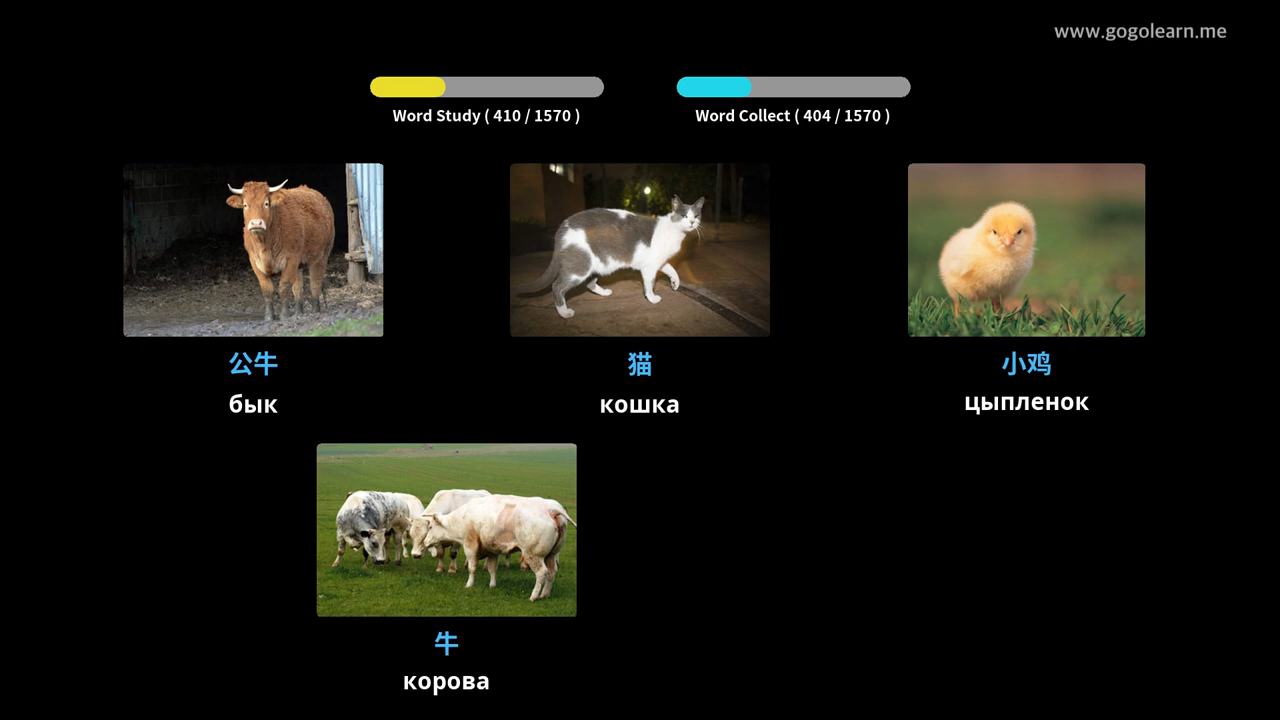 www.gogolearn.me
Word Study ( 410 / 1570 )
Word Collect ( 404 / 1570 )
公牛
猫
小鸡
бык
кошка
цыпленок
牛
корова